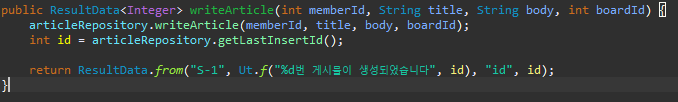 public ResultData<Integer> writeArticle(int memberId, String title, String body, int boardId) {
articleRepository.writeArticle(memberId, title, body, boardId);
int id = articleRepository.getLastInsertId();
return ResultData.from("S-1", Ut.f("%d번 게시물이 생성되었습니다", id), "id", id);
}